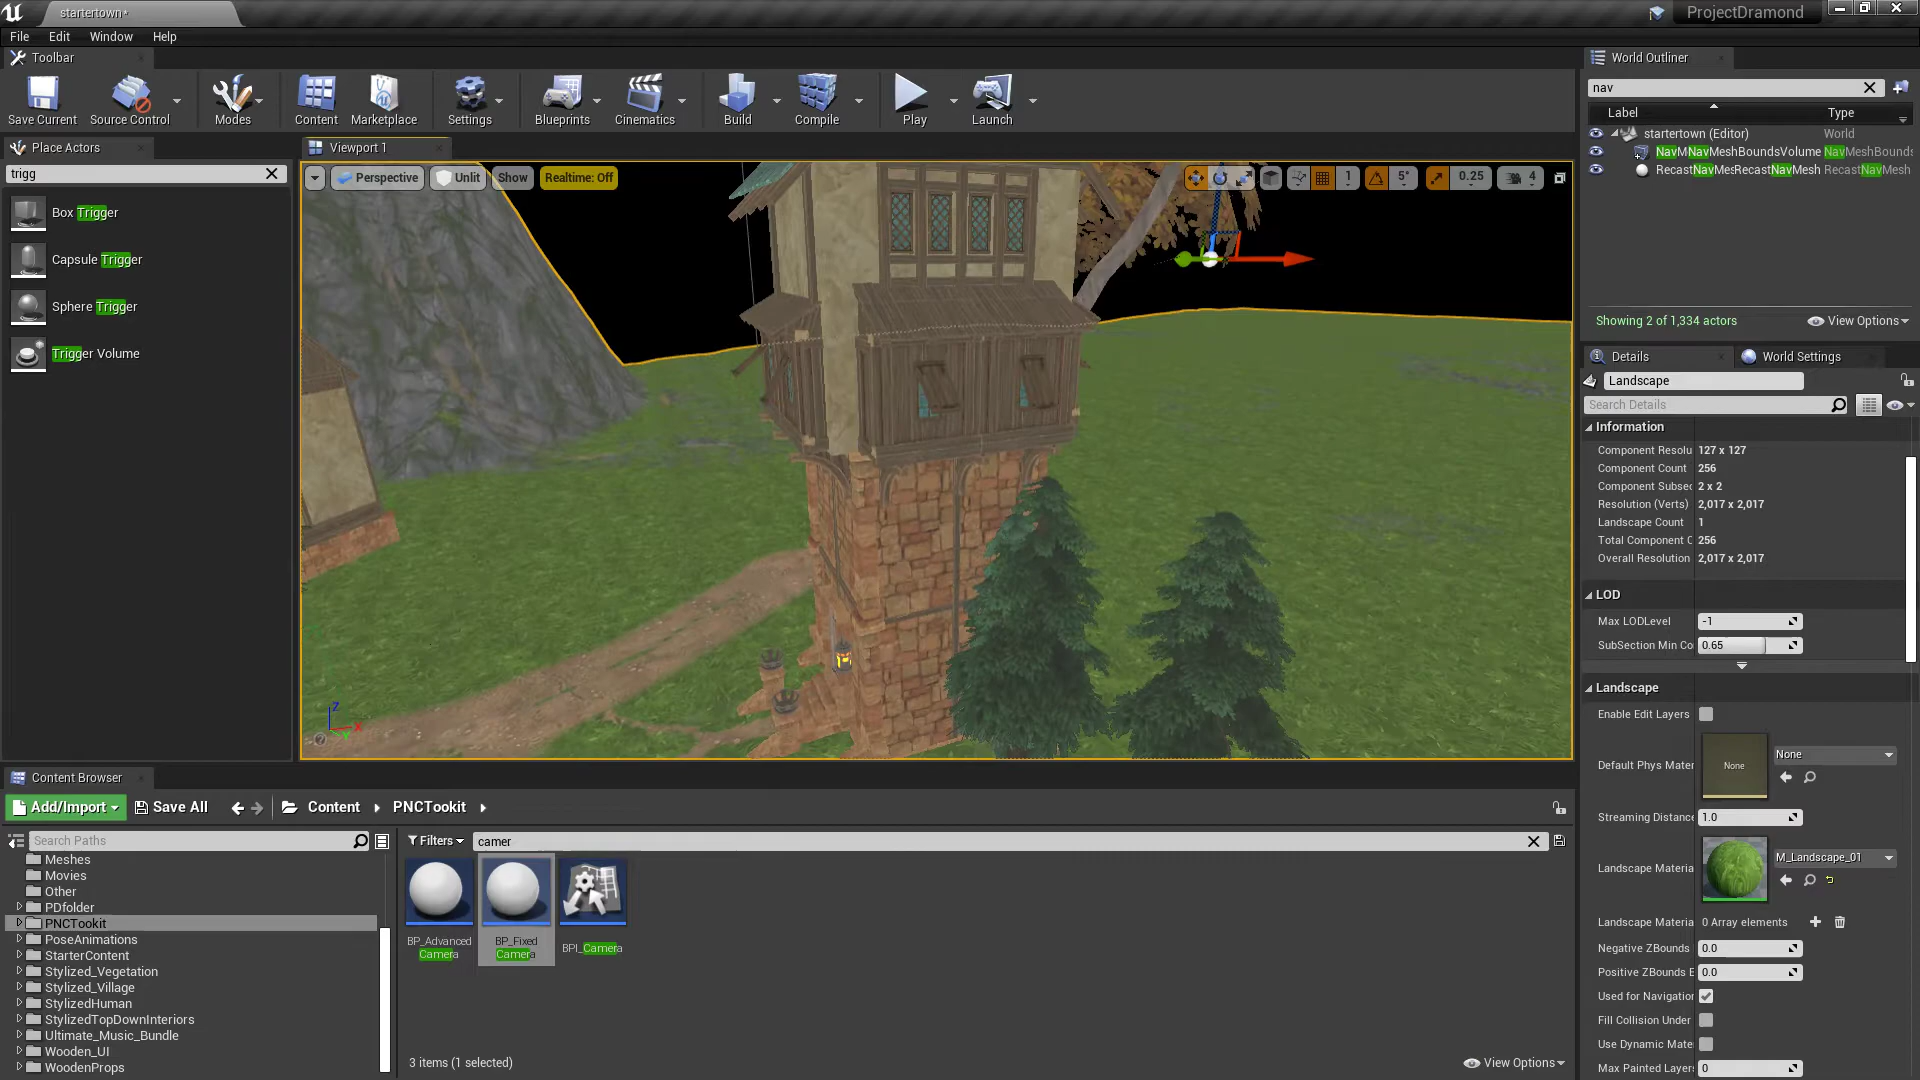 startertown*
ProjectDramond
File Edit Window Help
Toolbar
Save Current
Source Control
Modes
Content
Marketplace
Settings
Blueprints
Cinematics
Build
Compile
Play
Launch
Place Actors
trigg
Box Trigger
Capsule Trigger
Sphere Trigger
Trigger Volume
Viewport 1
Perspective
Unlit
Show
Realtime: Off
1
5°
0.25
4
Z
X
Y
World Outliner
nav
Label Type
startertown (Editor) World
NavMNavMeshBoundsVolume NavMeshBounds
RecastNavMesRecastNavMesh RecastNavMesh
Showing 2 of 1,334 actors
View Options
Details
World Settings
Landscape
Search Details
Information
Component Resolu 127 x 127
Component Count 256
Component Subsec 2 x 2
Resolution (Verts) 2,017 x 2,017
Landscape Count 1
Total Component C 256
Overall Resolution 2,017 x 2,017
LOD
Max LODLevel -1
SubSection Min Co 0.65
Landscape
Enable Edit Layers
Default Phys Mater None None
Streaming Distance 1.0
Landscape Materia M_Landscape_01
Landscape Materia 0 Array elements
Negative ZBounds 0.0
Positive ZBounds E 0.0
Used for Navigation
Fill Collision Under
Use Dynamic Mate
Max Painted Layer 0
Content Browser
Add/Import
Save All
Content
PNCTookit
Search Paths
Filters
camer
Meshes
Movies
Other
PDfolder
PNCTookit
PoseAnimations
StarterContent
Stylized_Vegetation
Stylized_Village
StylizedHuman
StylizedTopDownInteriors
Ultimate_Music_Bundle
Wooden_UI
WoodenProps
BP_Advanced
Camera
BP_Fixed
Camera
BPI_Camera
3 items (1 selected)
View Options